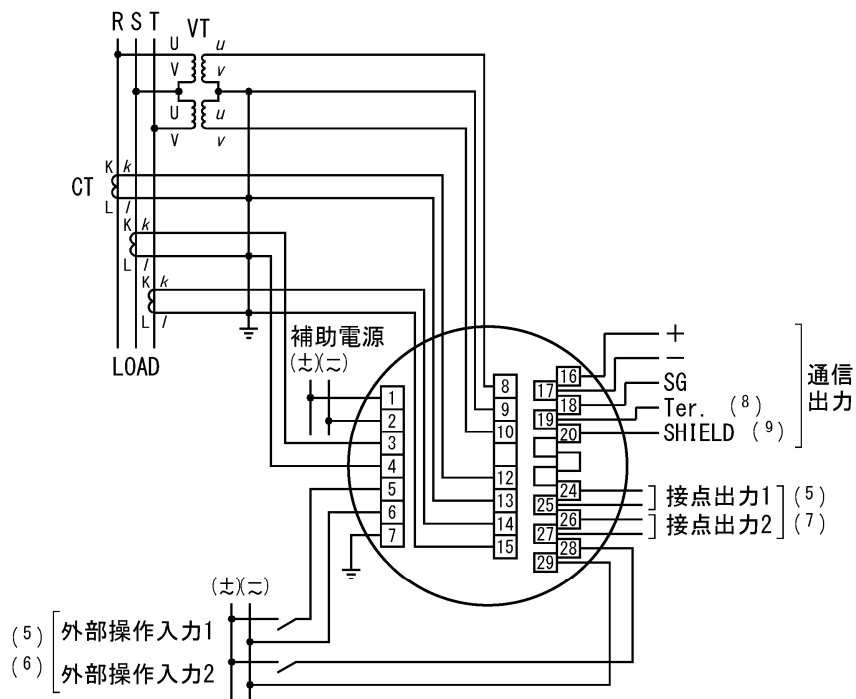 R S T
VT
U u
V v
U u
V v
CT
K k
L l
K k
L l
K k
L l
LOAD
補助電源
(±)(∓)
1
2
3
4
5
6
7
8
9
10
12
13
14
15
16
17
18
19
20
24
25
26
27
28
29
+
−
SG
Ter. (8)
SHIELD (9)
通信
出力
接点出力1 (5)
接点出力2 (7)
(±)(∓)
(5) 外部操作入力1
(6) 外部操作入力2